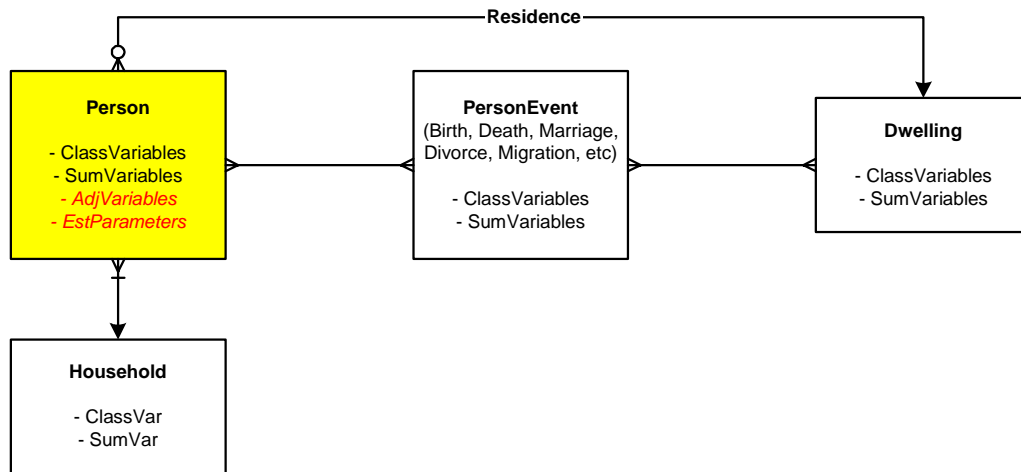 Residence
Person
- ClassVariables
- SumVariables
- AdjVariables
- EstParameters
PersonEvent
(Birth, Death, Marriage,
Divorce, Migration, etc)
- ClassVariables
- SumVariables
Dwelling
- ClassVariables
- SumVariables
Household
- ClassVar
- SumVar